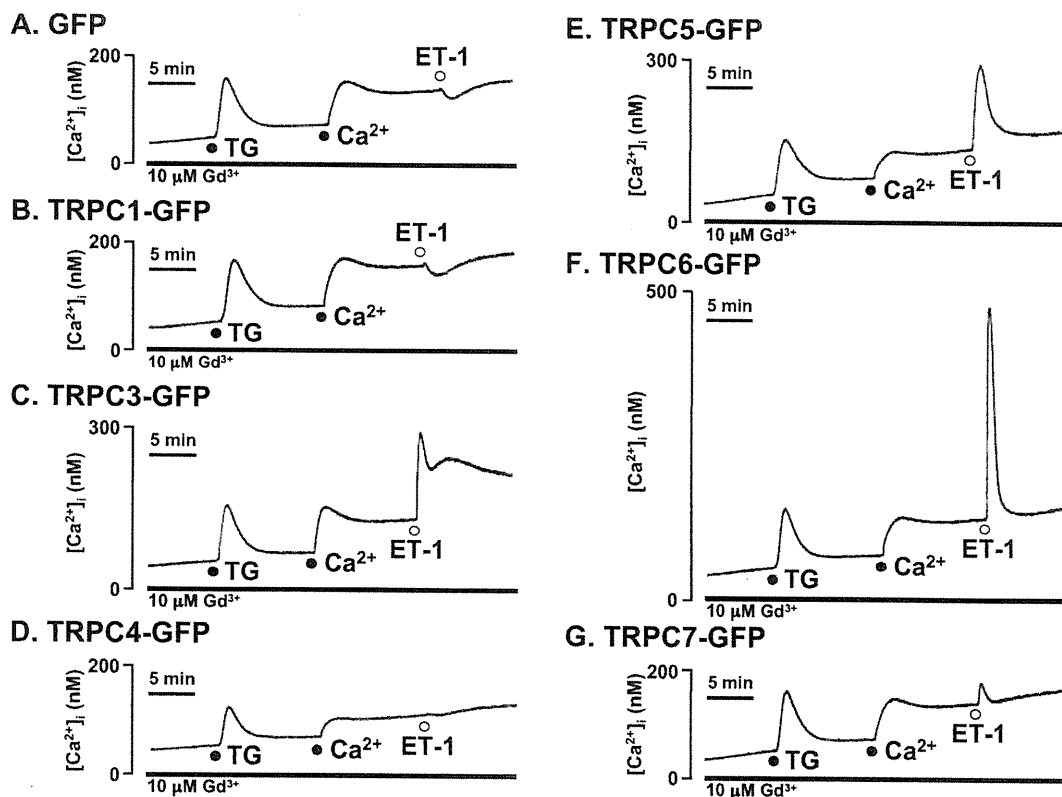 A. GFP
200
5 min
ET-1
[Ca²⁺]ᵢ (nM)
TG
Ca²⁺
0
10 µM Gd³⁺
B. TRPC1-GFP
200
5 min
ET-1
[Ca²⁺]ᵢ (nM)
TG
Ca²⁺
0
10 µM Gd³⁺
C. TRPC3-GFP
300
5 min
[Ca²⁺]ᵢ (nM)
TG
Ca²⁺
ET-1
0
10 µM Gd³⁺
D. TRPC4-GFP
200
5 min
[Ca²⁺]ᵢ (nM)
TG
Ca²⁺
ET-1
0
10 µM Gd³⁺
E. TRPC5-GFP
300
5 min
[Ca²⁺]ᵢ (nM)
TG
Ca²⁺
ET-1
0
10 µM Gd³⁺
F. TRPC6-GFP
500
5 min
[Ca²⁺]ᵢ (nM)
TG
Ca²⁺
ET-1
0
10 µM Gd³⁺
G. TRPC7-GFP
200
5 min
[Ca²⁺]ᵢ (nM)
TG
Ca²⁺
ET-1
0
10 µM Gd³⁺